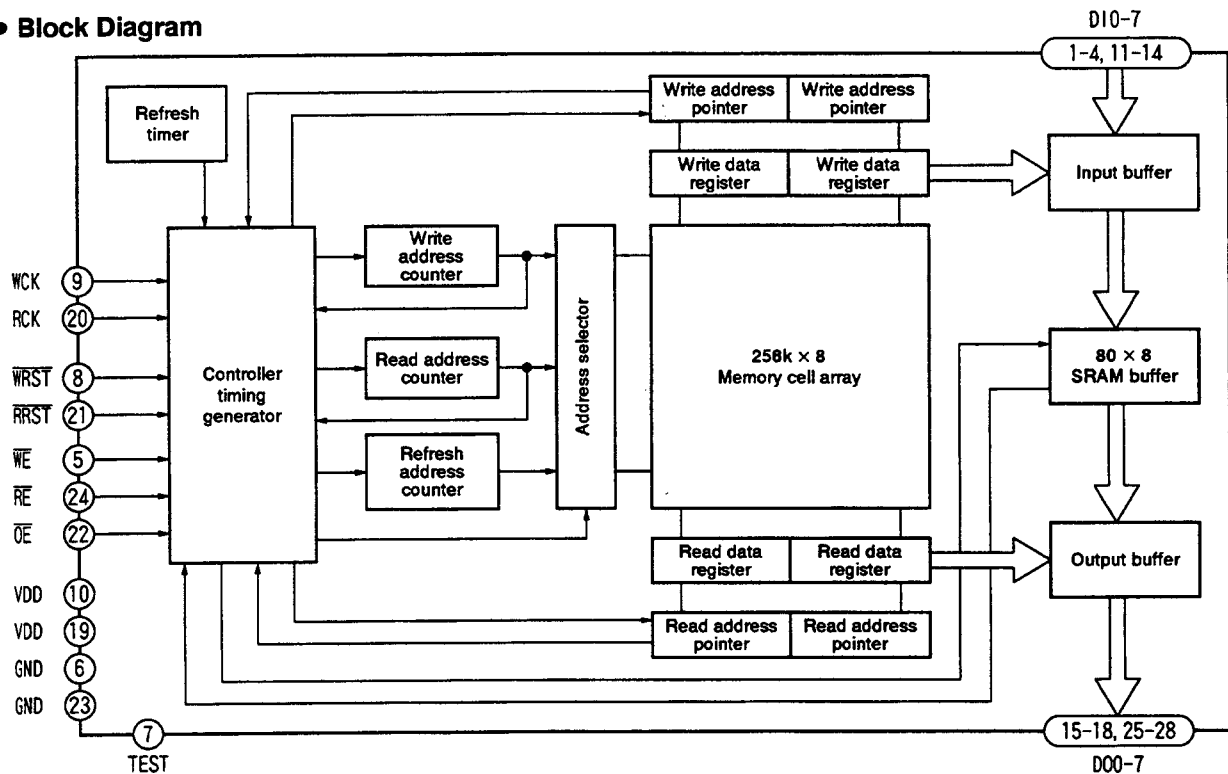 • Block Diagram
DI0-7
1-4, 11-14
Refresh
timer
Write address
pointer
Write address
pointer
Write data
register
Write data
register
Input buffer
WCK 9
RCK 20
WRST 8
RRST 21
WE 5
RE 24
OE 22
VDD 10
VDD 19
GND 6
GND 23
7
TEST
Controller
timing
generator
Write
address
counter
Read address
counter
Refresh
address
counter
Address selector
256k × 8
Memory cell array
80 × 8
SRAM buffer
Read data
register
Read data
register
Output buffer
Read address
pointer
Read address
pointer
15-18, 25-28
DO0-7